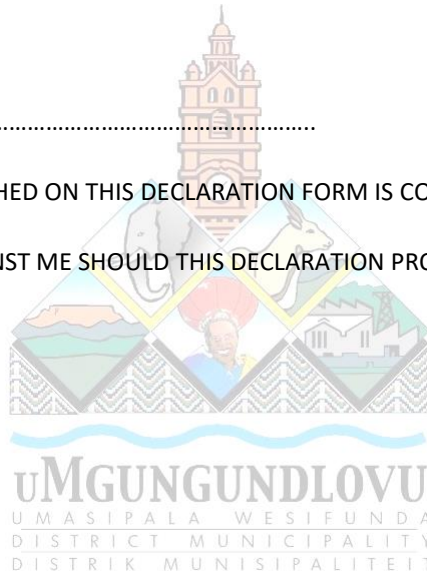 ………………………………………………..
HED ON THIS DECLARATION FORM IS CO
NST ME SHOULD THIS DECLARATION PRO
uMGUNGUNDLOVU
UMASIPALA WESIFUNDA
DISTRICT MUNICIPALITY
DISTRIK MUNISIPALITEIT